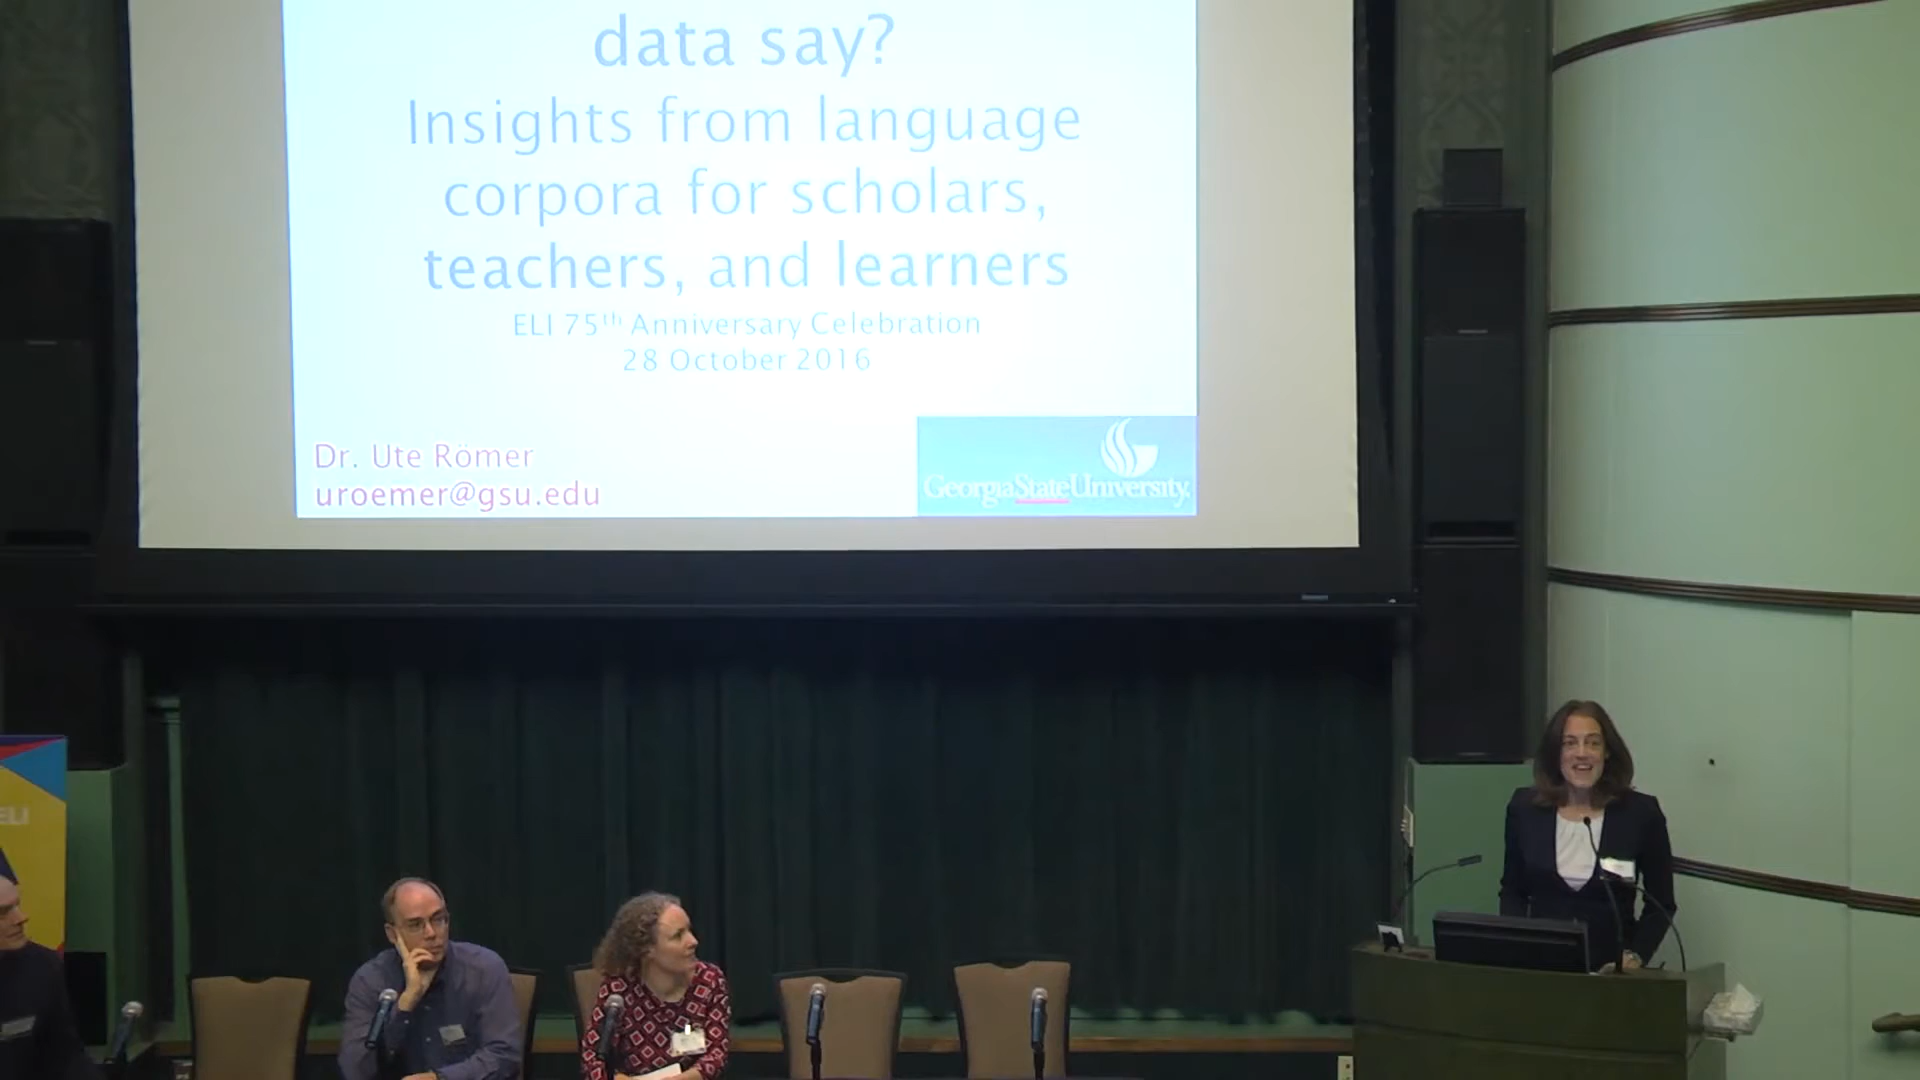 data say?
Insights from language
corpora for scholars,
teachers, and learners
ELI 75th Anniversary Celebration
28 October 2016
Dr. Ute Römer
uroemer@gsu.edu
GeorgiaStateUniversity
ELI